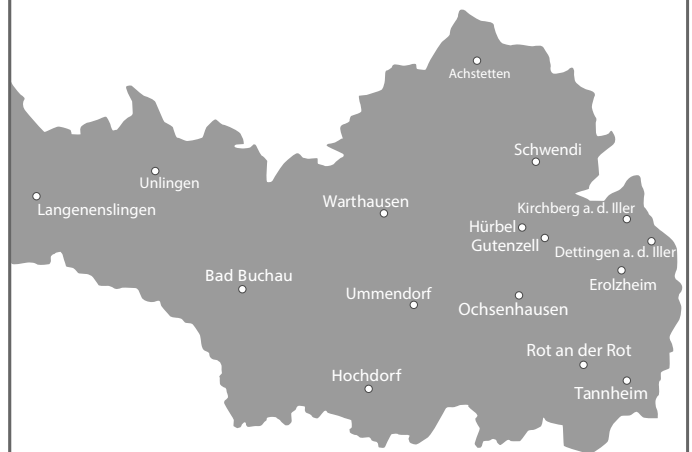 Achstetten
Schwendi
Unlingen
Langenenslingen
Warthausen
Kirchberg a. d. Iller
Hürbel
Gutenzell
Dettingen a. d. Iller
Bad Buchau
Erolzheim
Ummendorf
Ochsenhausen
Rot an der Rot
Hochdorf
Tannheim